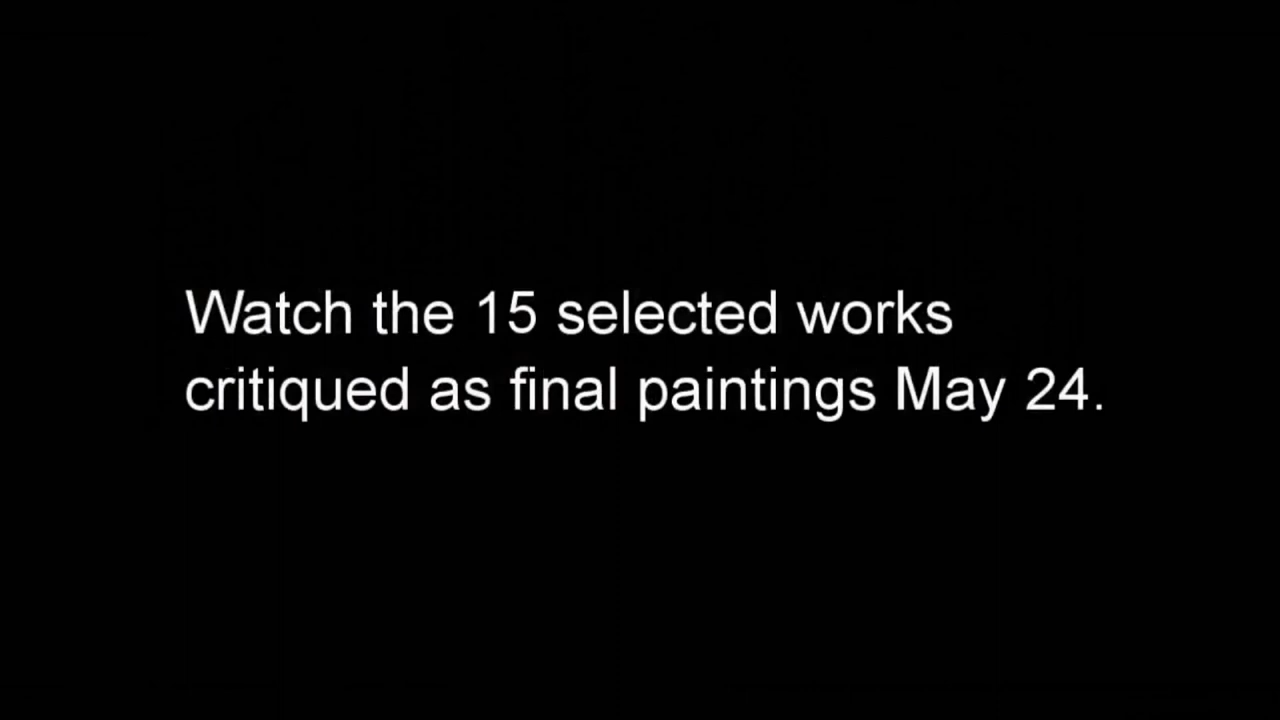 Watch the 15 selected works
critiqued as final paintings May 24.